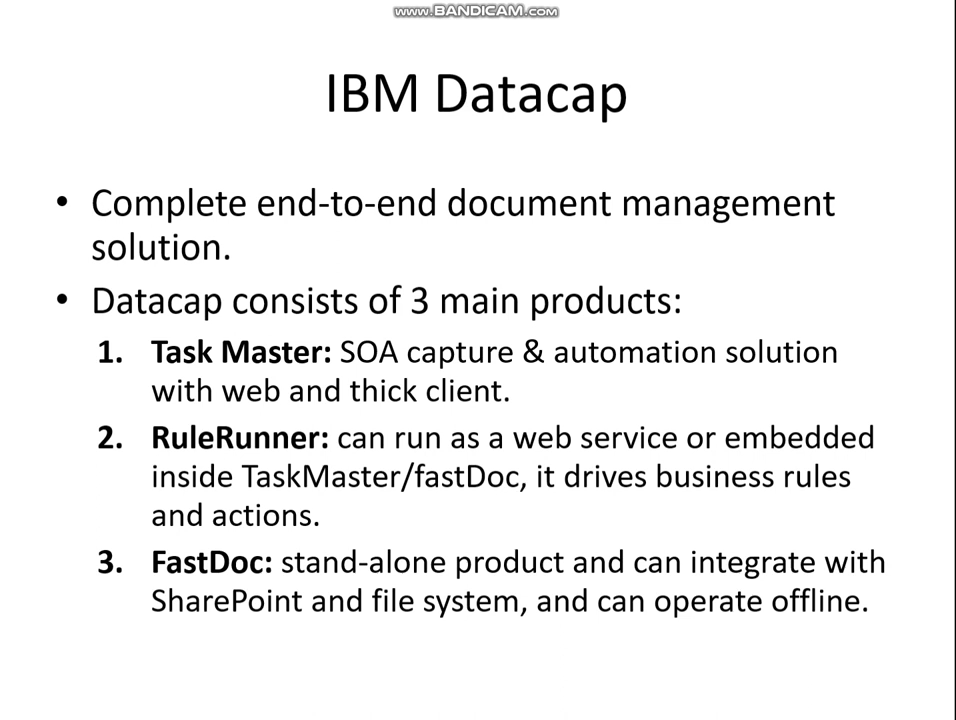 www.BANDICAM.com
IBM Datacap
• Complete end-to-end document management
solution.
• Datacap consists of 3 main products:
1. Task Master: SOA capture & automation solution
with web and thick client.
2. RuleRunner: can run as a web service or embedded
inside TaskMaster/fastDoc, it drives business rules
and actions.
3. FastDoc: stand-alone product and can integrate with
SharePoint and file system, and can operate offline.